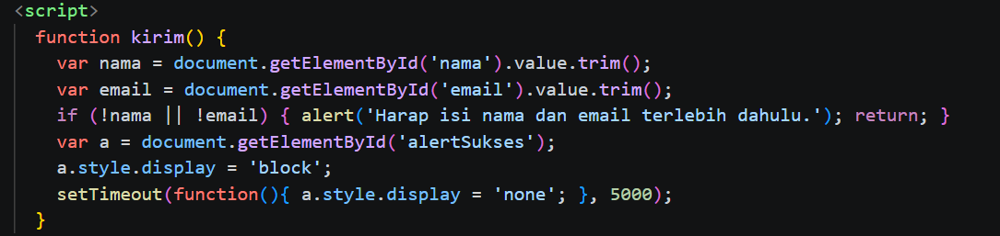 <script>
function kirim() {
var nama = document.getElementById('nama').value.trim();
var email = document.getElementById('email').value.trim();
if (!nama || !email) { alert('Harap isi nama dan email terlebih dahulu.'); return; }
var a = document.getElementById('alertSukses');
a.style.display = 'block';
setTimeout(function(){ a.style.display = 'none'; }, 5000);
}